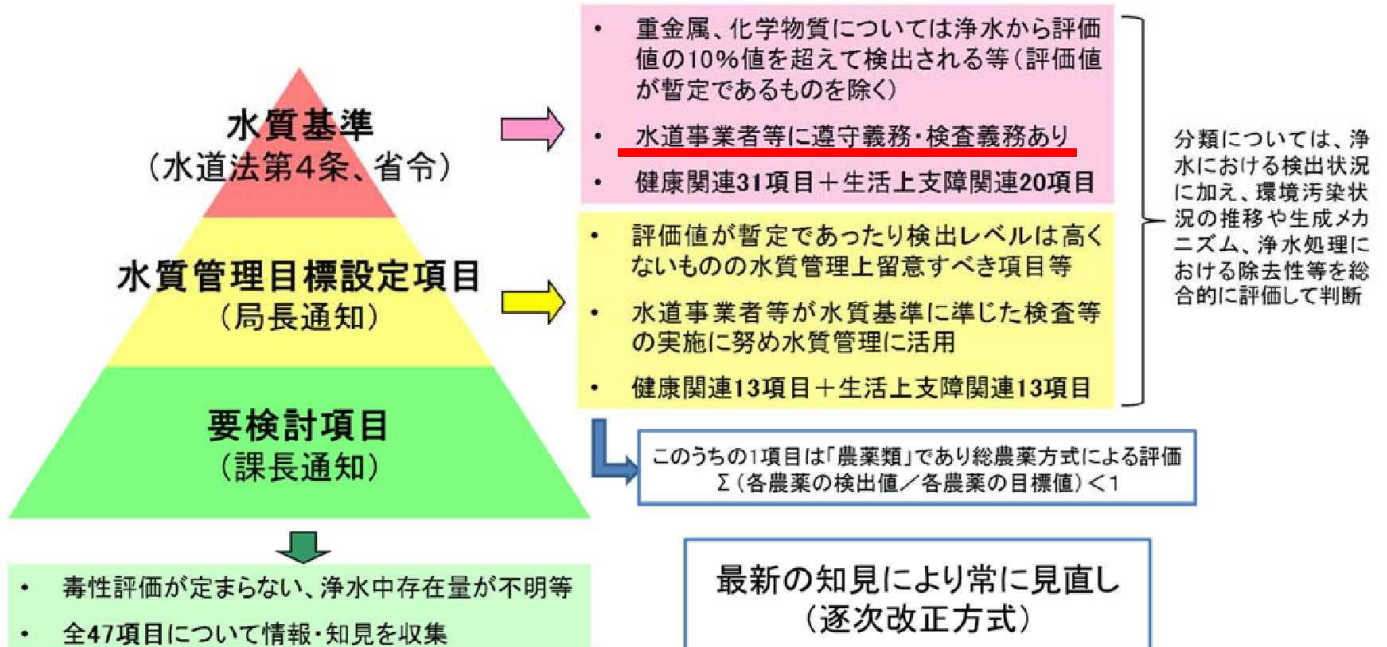 水質基準
（水道法第4条、省令）
・ 重金属、化学物質については浄水から評価
値の10％値を超えて検出される等（評価値
が暫定であるものを除く）
・ 水道事業者等に遵守義務・検査義務あり
・ 健康関連31項目＋生活上支障関連20項目
水質管理目標設定項目
（局長通知）
・ 評価値が暫定であったり検出レベルは高く
ないものの水質管理上留意すべき項目等
・ 水道事業者等が水質基準に準じた検査等
の実施に努め水質管理に活用
・ 健康関連13項目＋生活上支障関連13項目
分類については、浄
水における検出状況
に加え、環境汚染状
況の推移や生成メカ
ニズム、浄水処理に
おける除去性等を総
合的に評価して判断
このうちの1項目は「農薬類」であり総農薬方式による評価
Σ（各農薬の検出値／各農薬の目標値）＜1
要検討項目
（課長通知）
・ 毒性評価が定まらない、浄水中存在量が不明等
・ 全47項目について情報・知見を収集
最新の知見により常に見直し
（逐次改正方式）